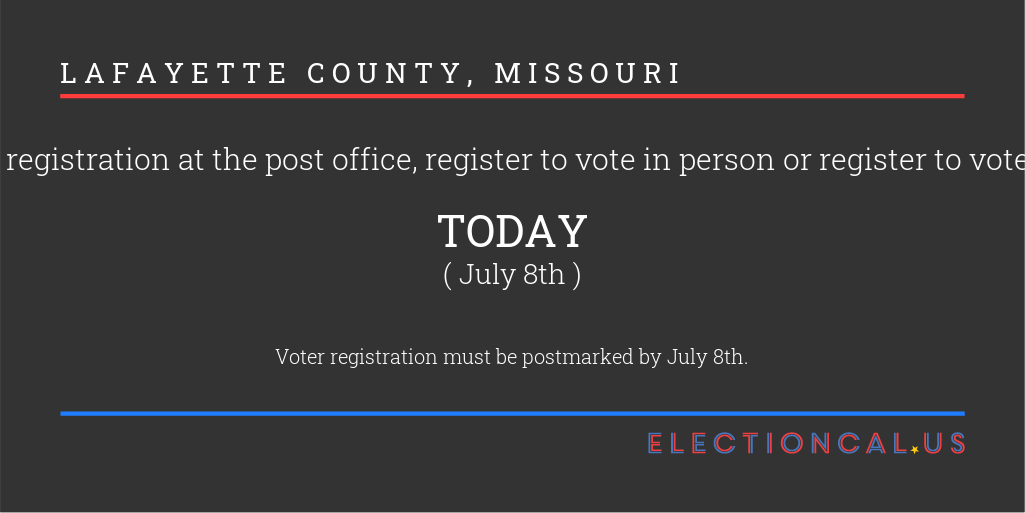 LAFAYETTE COUNTY, MISSOURI
registration at the post office, register to vote in person or register to vote
TODAY
( July 8th )
Voter registration must be postmarked by July 8th.
ELECTIONCAL.US